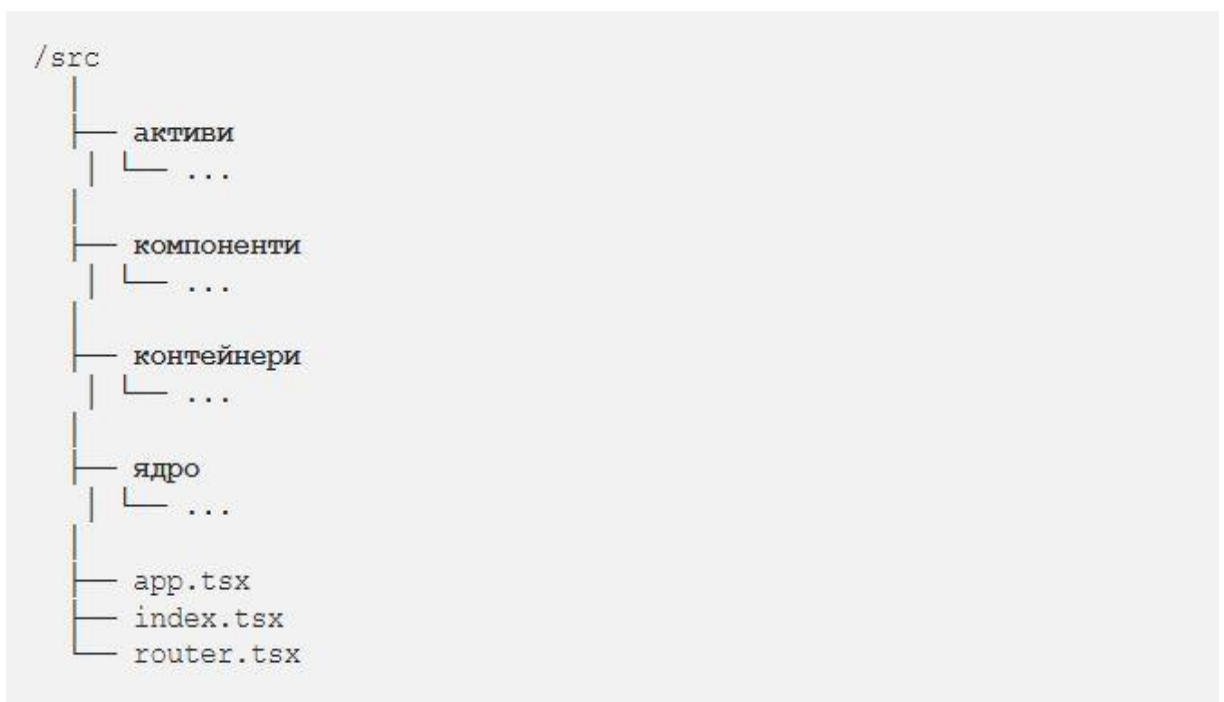 /src
│
├── активи
│ └── ...
│
├── компоненти
│ └── ...
│
├── контейнери
│ └── ...
│
├── ядро
│ └── ...
│
├── app.tsx
├── index.tsx
└── router.tsx